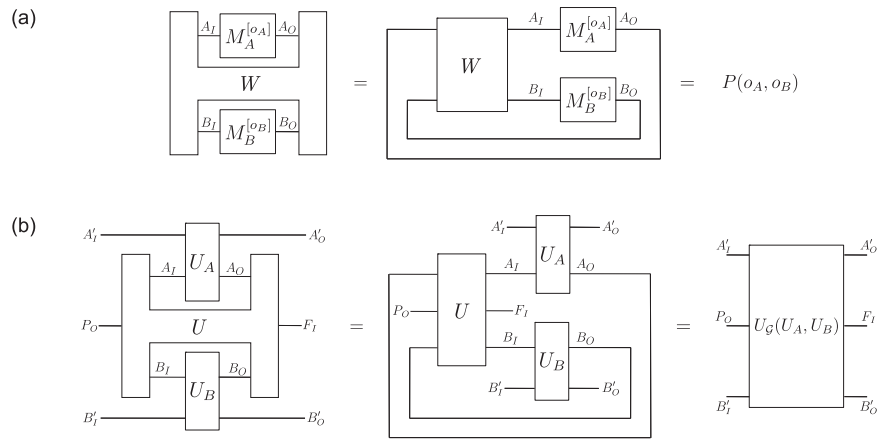 (a)
A_I M_A^{[o_A]} A_O
W
B_I M_B^{[o_B]} B_O
=
W
A_I M_A^{[o_A]} A_O
B_I M_B^{[o_B]} B_O
=
P(o_A, o_B)
(b)
A'_I A'_O
A_I U_A A_O
P_O U F_I
B_I U_B B_O
B'_I B'_O
=
A'_I A'_O
A_I U_A A_O
P_O U F_I
B_I U_B B_O
B'_I B'_O
=
A'_I A'_O
P_O U_𝒢(U_A, U_B) F_I
B'_I B'_O